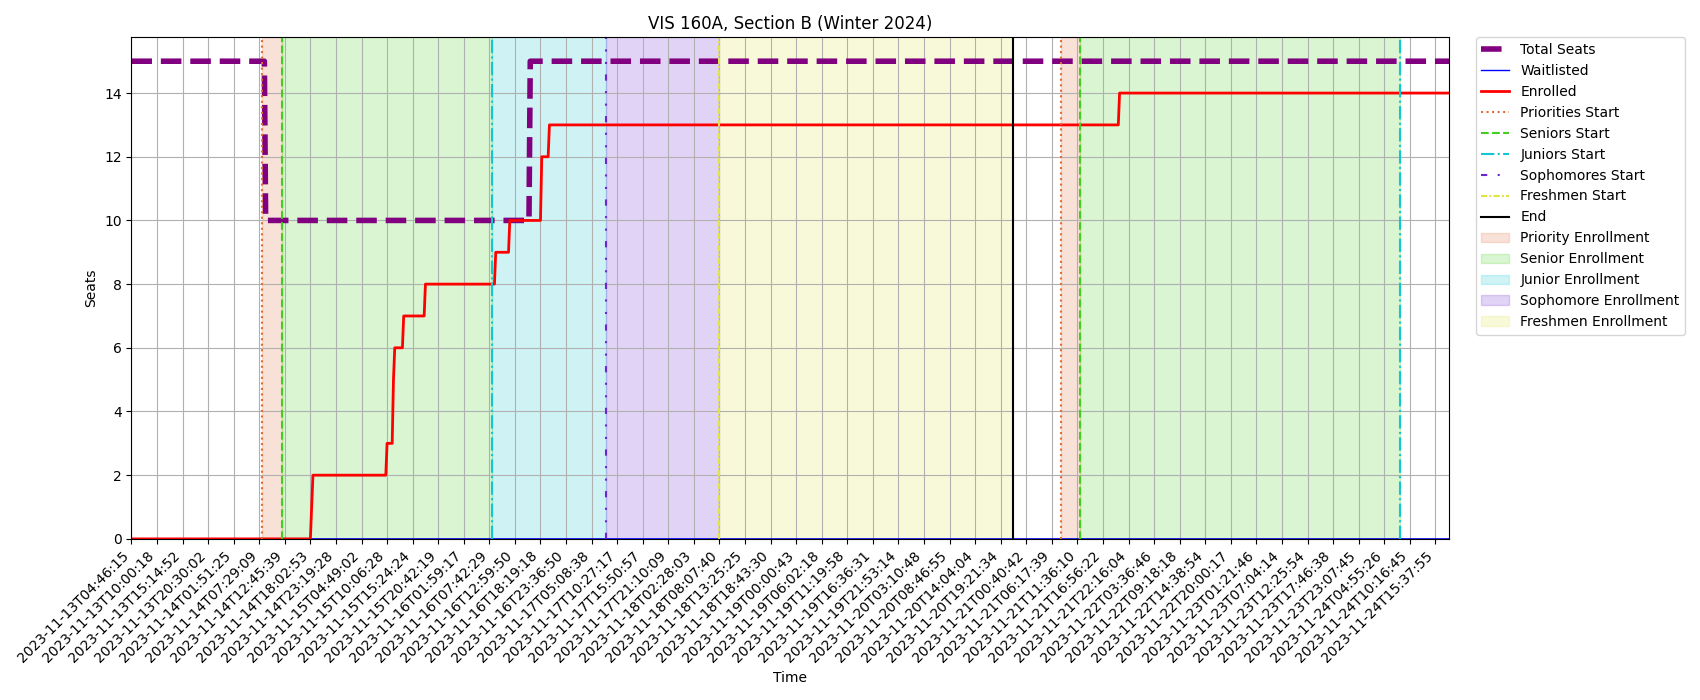 VIS 160A, Section B (Winter 2024)
Total Seats
Waitlisted
Enrolled
Priorities Start
Seniors Start
Juniors Start
Sophomores Start
Freshmen Start
End
Priority Enrollment
Senior Enrollment
Junior Enrollment
Sophomore Enrollment
Freshmen Enrollment
Seats
14
12
10
8
6
4
2
0
2023-11-13T04:46:15
2023-11-13T10:00:18
2023-11-13T15:14:52
2023-11-13T20:30:02
2023-11-14T01:51:25
2023-11-14T07:29:09
2023-11-14T12:45:39
2023-11-14T18:02:53
2023-11-14T23:19:28
2023-11-15T04:49:02
2023-11-15T10:06:28
2023-11-15T15:24:24
2023-11-15T20:42:19
2023-11-16T01:59:17
2023-11-16T07:42:29
2023-11-16T12:59:50
2023-11-16T18:19:18
2023-11-16T23:36:50
2023-11-17T05:08:38
2023-11-17T10:27:17
2023-11-17T15:50:57
2023-11-17T21:10:09
2023-11-18T02:28:03
2023-11-18T08:07:40
2023-11-18T13:25:25
2023-11-18T18:43:30
2023-11-19T00:00:43
2023-11-19T06:02:18
2023-11-19T11:19:58
2023-11-19T16:36:31
2023-11-19T21:53:14
2023-11-20T03:10:48
2023-11-20T08:46:55
2023-11-20T14:04:04
2023-11-20T19:21:34
2023-11-21T00:40:42
2023-11-21T06:17:39
2023-11-21T11:36:10
2023-11-21T16:56:22
2023-11-21T22:16:04
2023-11-22T03:36:46
2023-11-22T09:18:18
2023-11-22T14:38:54
2023-11-22T20:00:17
2023-11-23T01:21:46
2023-11-23T07:04:14
2023-11-23T12:25:54
2023-11-23T17:46:38
2023-11-23T23:07:45
2023-11-24T04:55:26
2023-11-24T10:16:45
2023-11-24T15:37:55
Time